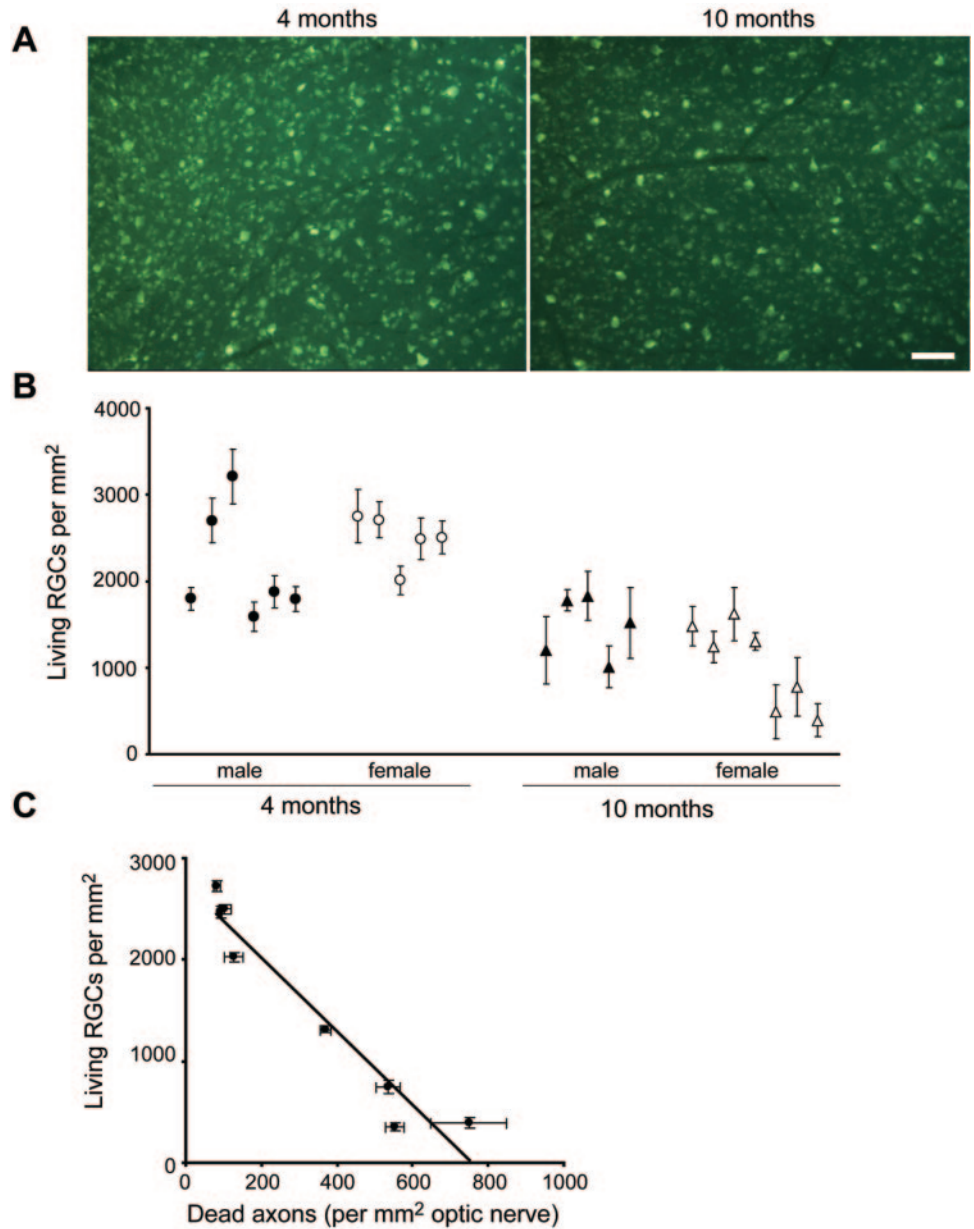 A
4 months
10 months
B
Living RGCs per mm2
4000
3000
2000
1000
0
male
female
male
female
4 months
10 months
C
Living RGCs per mm2
3000
2000
1000
0
0
200
400
600
800
1000
Dead axons (per mm2 optic nerve)